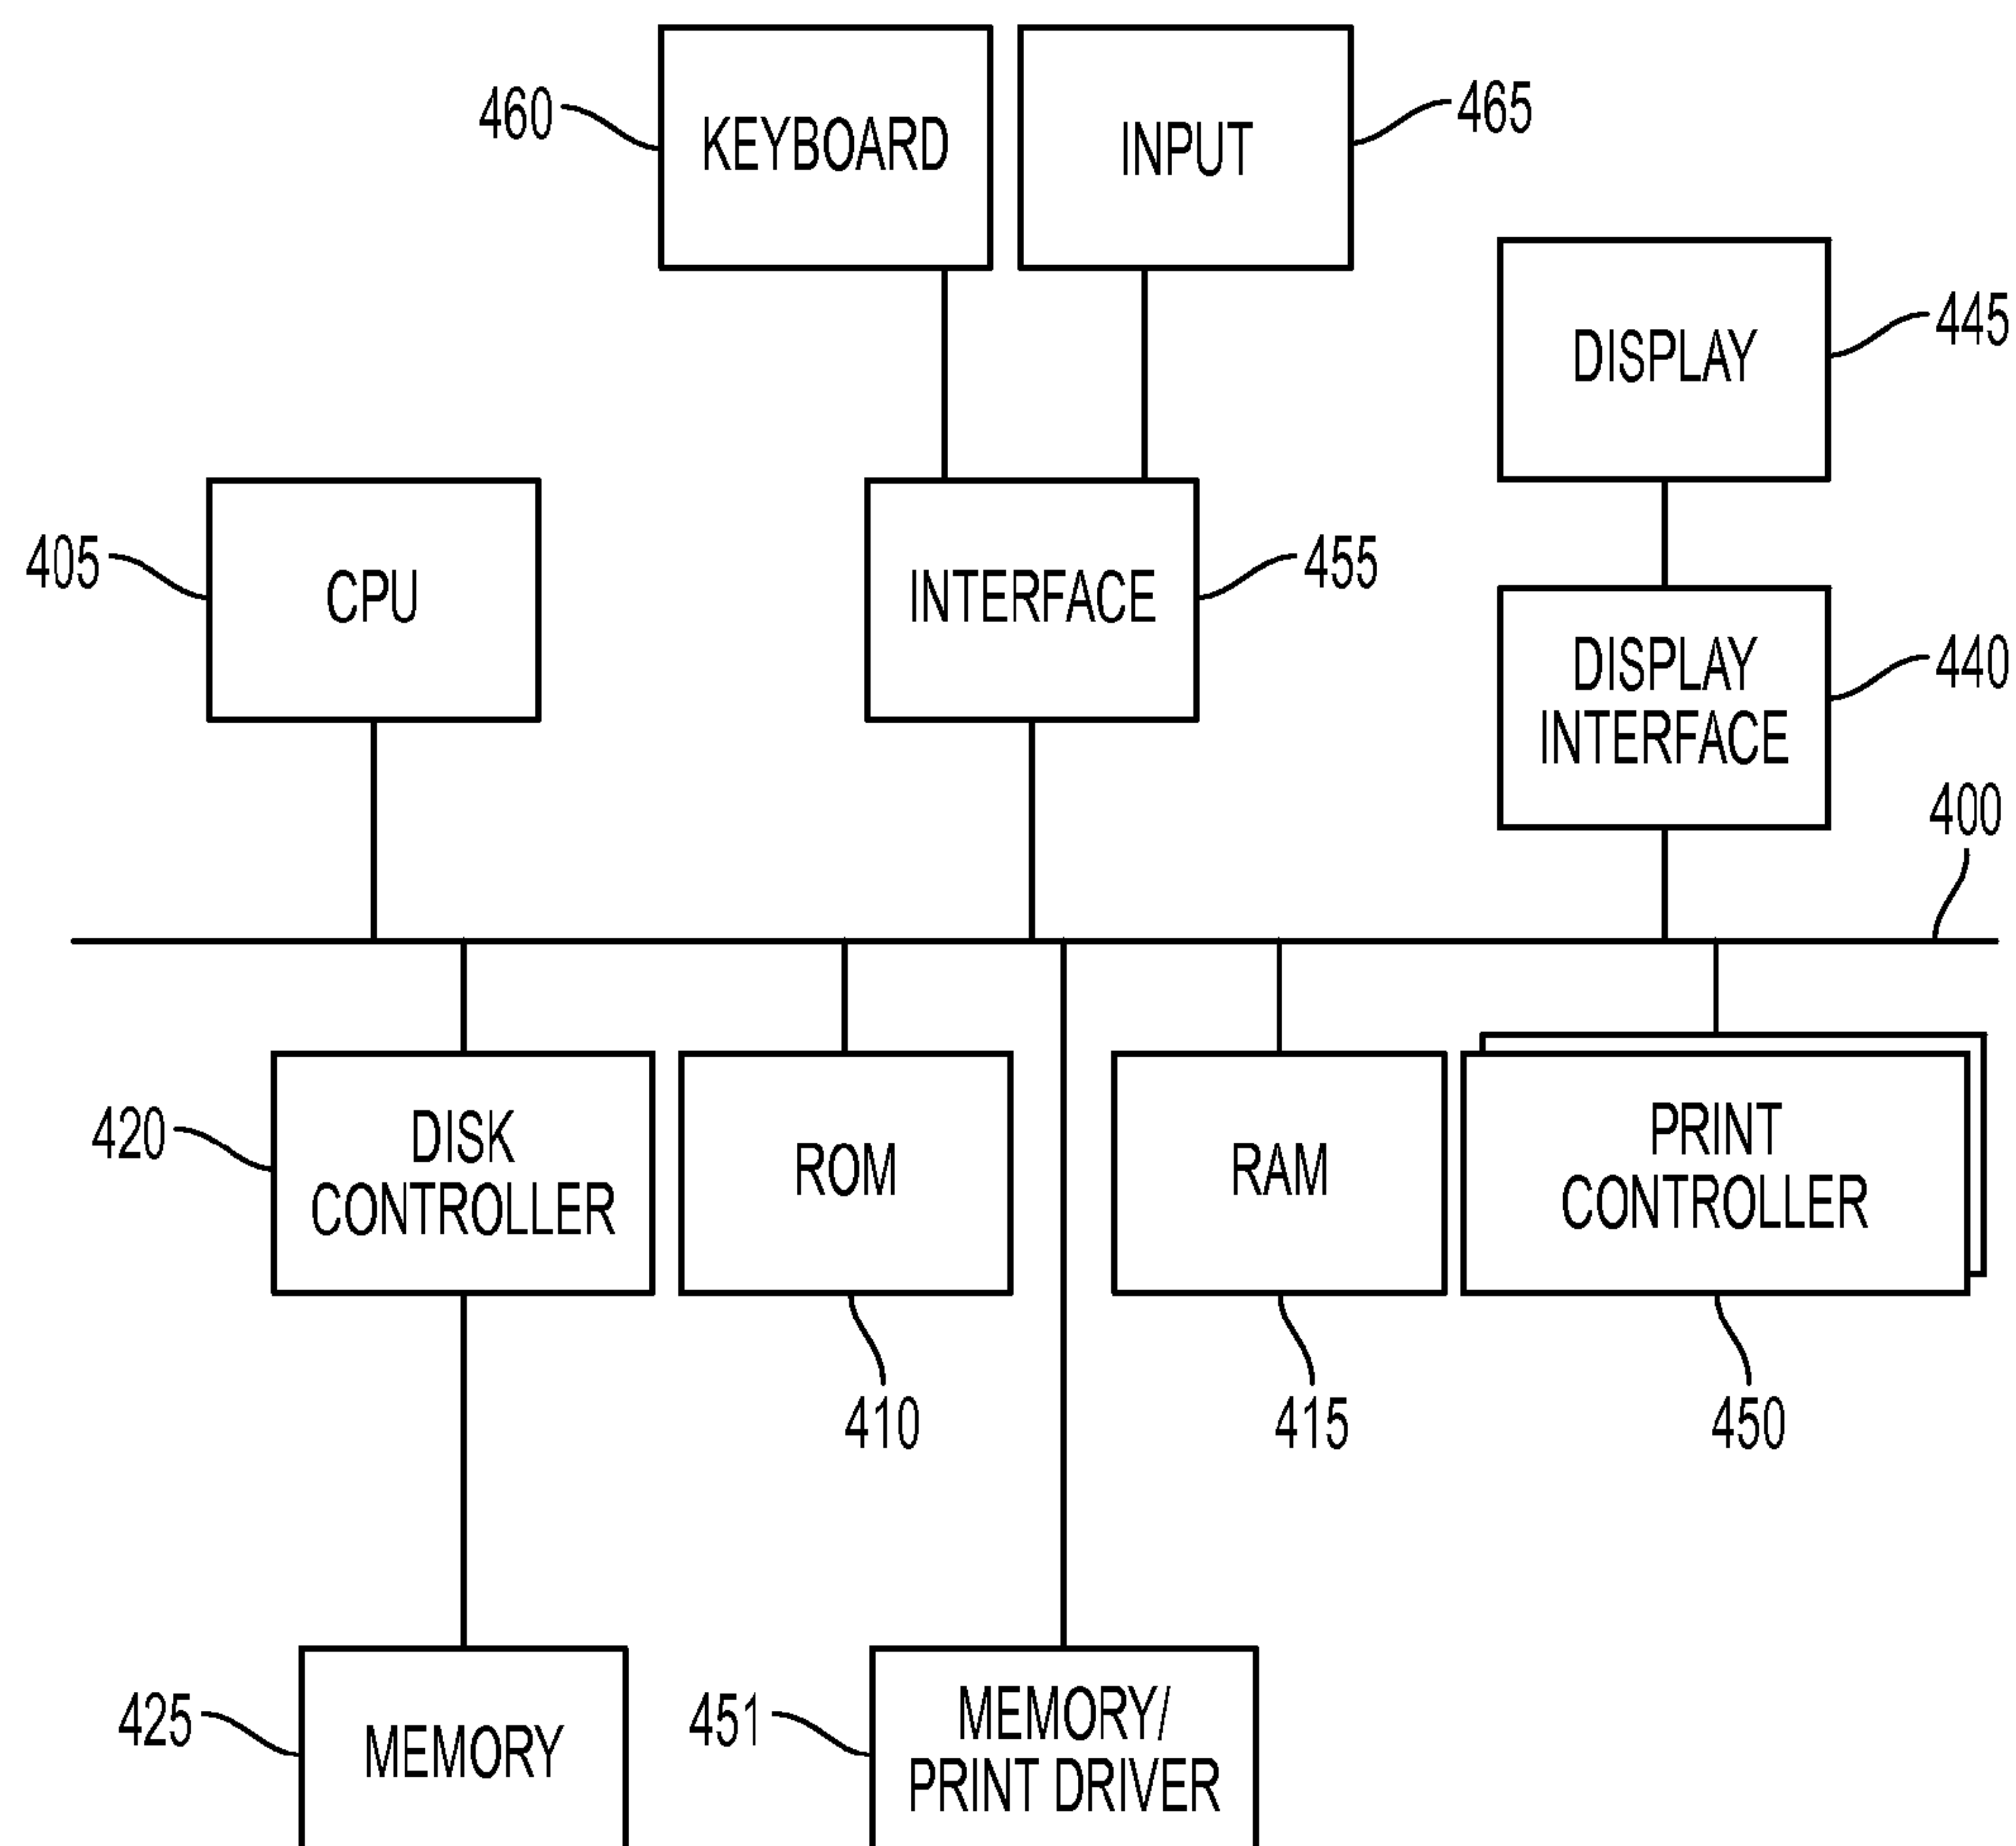 460
KEYBOARD
INPUT
465
DISPLAY
445
405
CPU
INTERFACE
455
DISPLAY
INTERFACE
440
400
420
DISK
CONTROLLER
ROM
RAM
PRINT
CONTROLLER
410
415
450
425
MEMORY
451
MEMORY/
PRINT DRIVER